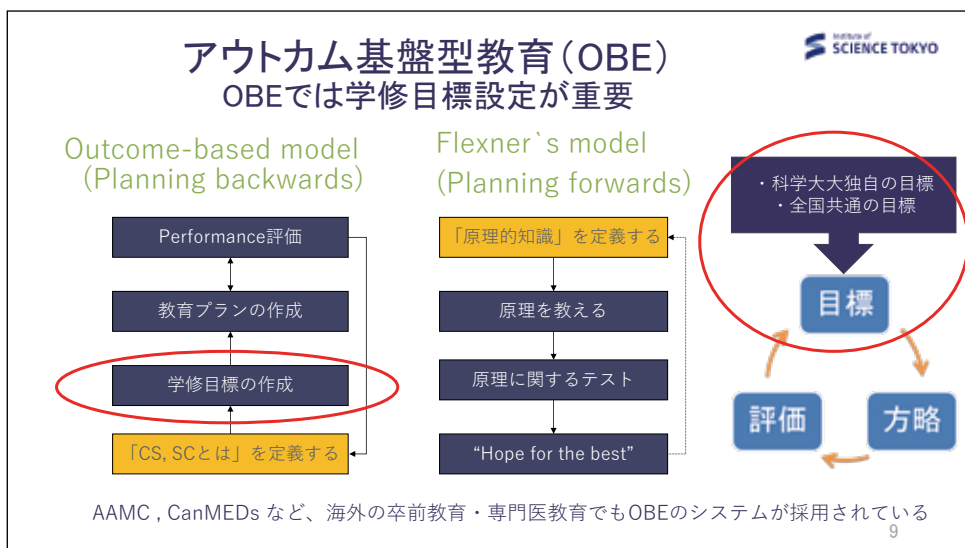 アウトカム基盤型教育(OBE)
OBEでは学修目標設定が重要
Institute of
SCIENCE TOKYO
Outcome-based model
(Planning backwards)
Performance評価
教育プランの作成
学修目標の作成
「CS, SCとは」を定義する
Flexner`s model
(Planning forwards)
「原理的知識」を定義する
原理を教える
原理に関するテスト
“Hope for the best”
・科学大大独自の目標
・全国共通の目標
目標
評価
方略
AAMC , CanMEDs など、海外の卒前教育・専門医教育でもOBEのシステムが採用されている
9